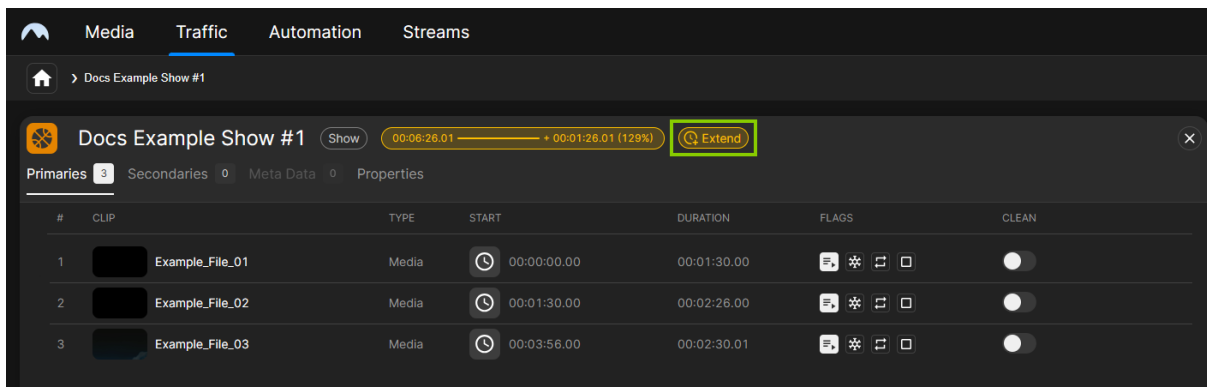 Media Traffic Automation Streams
Docs Example Show #1
Docs Example Show #1 Show 00:06:26.01 + 00:01:26.01 (129%) Extend
Primaries 3 Secondaries 0 Meta Data 0 Properties
# CLIP TYPE START DURATION FLAGS CLEAN
1 Example_File_01 Media 00:00:00.00 00:01:30.00
2 Example_File_02 Media 00:01:30.00 00:02:26.00
3 Example_File_03 Media 00:03:56.00 00:02:30.01